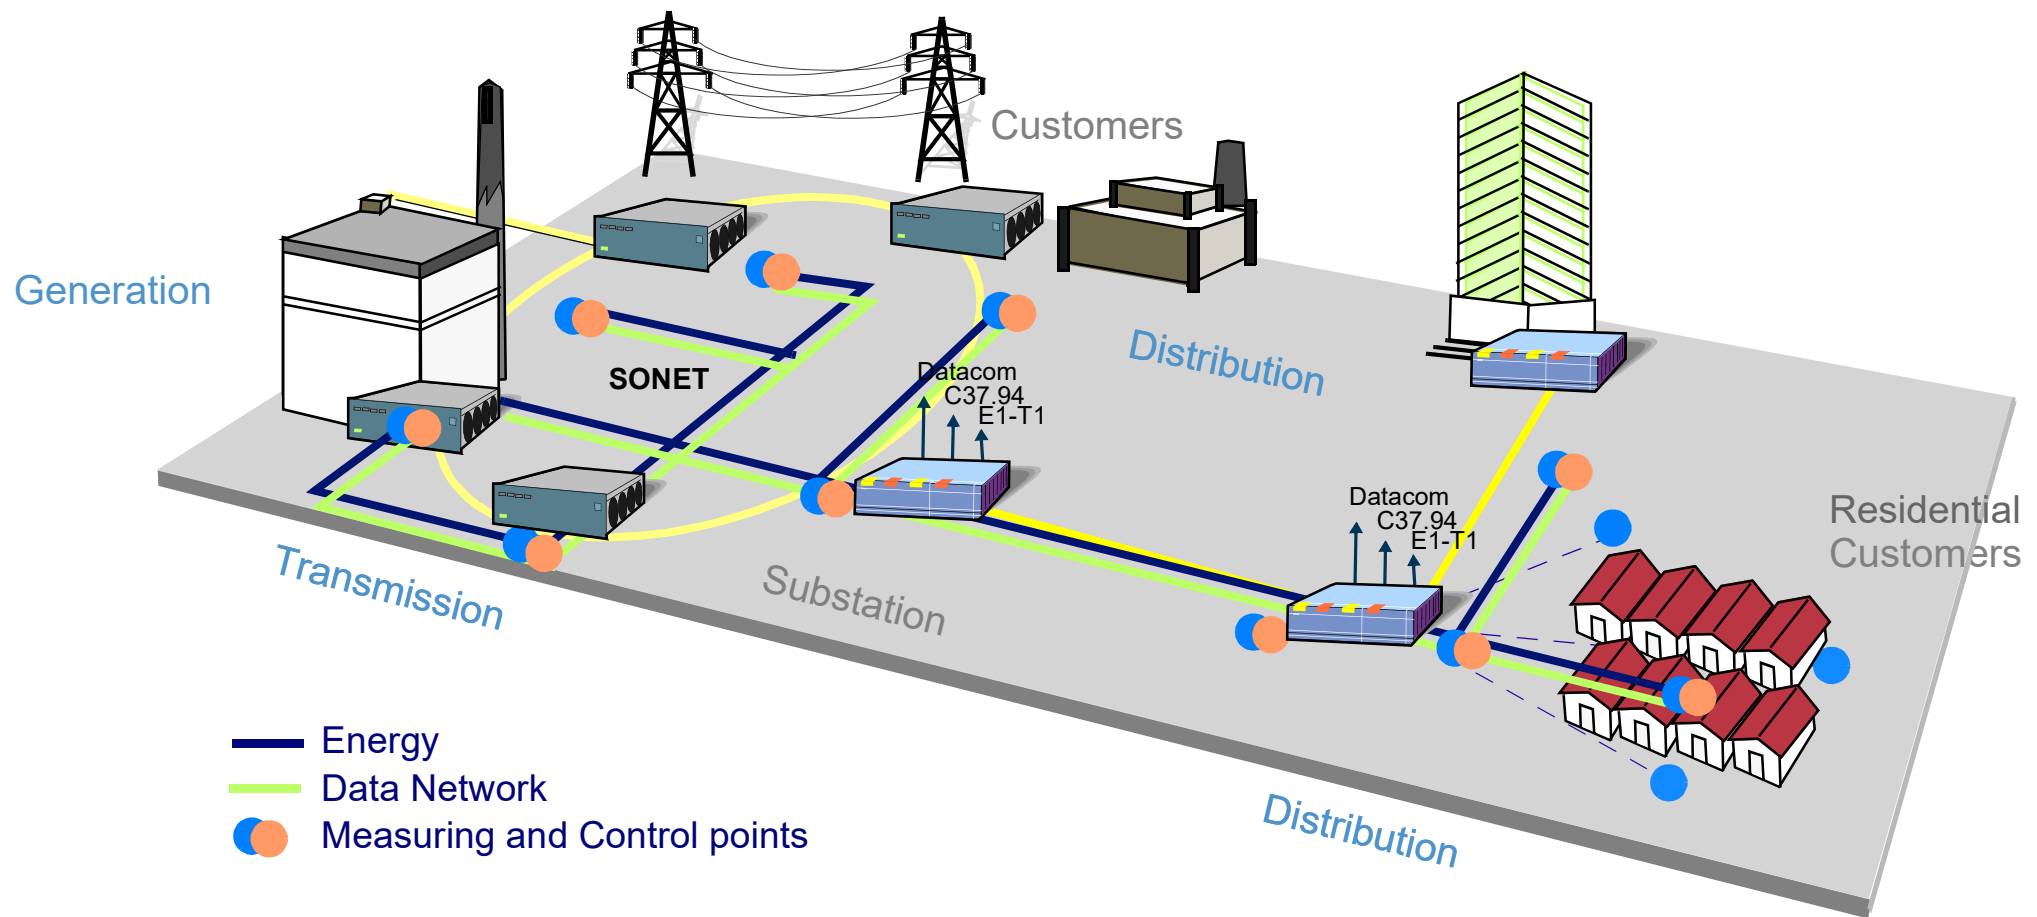 Customers
Generation
Distribution
SONET
Datacom
C37.94
E1-T1
Datacom
C37.94
E1-T1
Residential
Customers
Transmission
Substation
Distribution
Energy
Data Network
Measuring and Control points